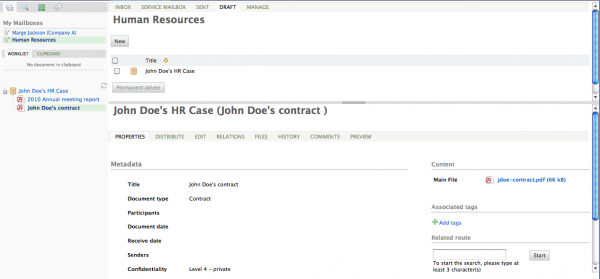 My Mailboxes
Marge Jackson (Company A)
Human Resources
WORKLIST CLIPBOARD
No document in clipboard!
John Doe's HR Case
2010 Annual meeting report
John Doe's contract
INBOX SERVICE MAILBOX SENT DRAFT MANAGE
Human Resources
New
Title
John Doe's HR Case
Permanent delete
John Doe's HR Case (John Doe's contract )
PROPERTIES DISTRIBUTE EDIT RELATIONS FILES HISTORY COMMENTS PREVIEW
Metadata
Title John Doe's contract
Document type Contract
Participants
Document date
Receive date
Senders
Confidentiality Level 4 - private
Content
Main File jdoe-contract.pdf (66 kB)
Associated tags
Add tags
Related route
Start
To start the search, please type at
least 3 character(s)